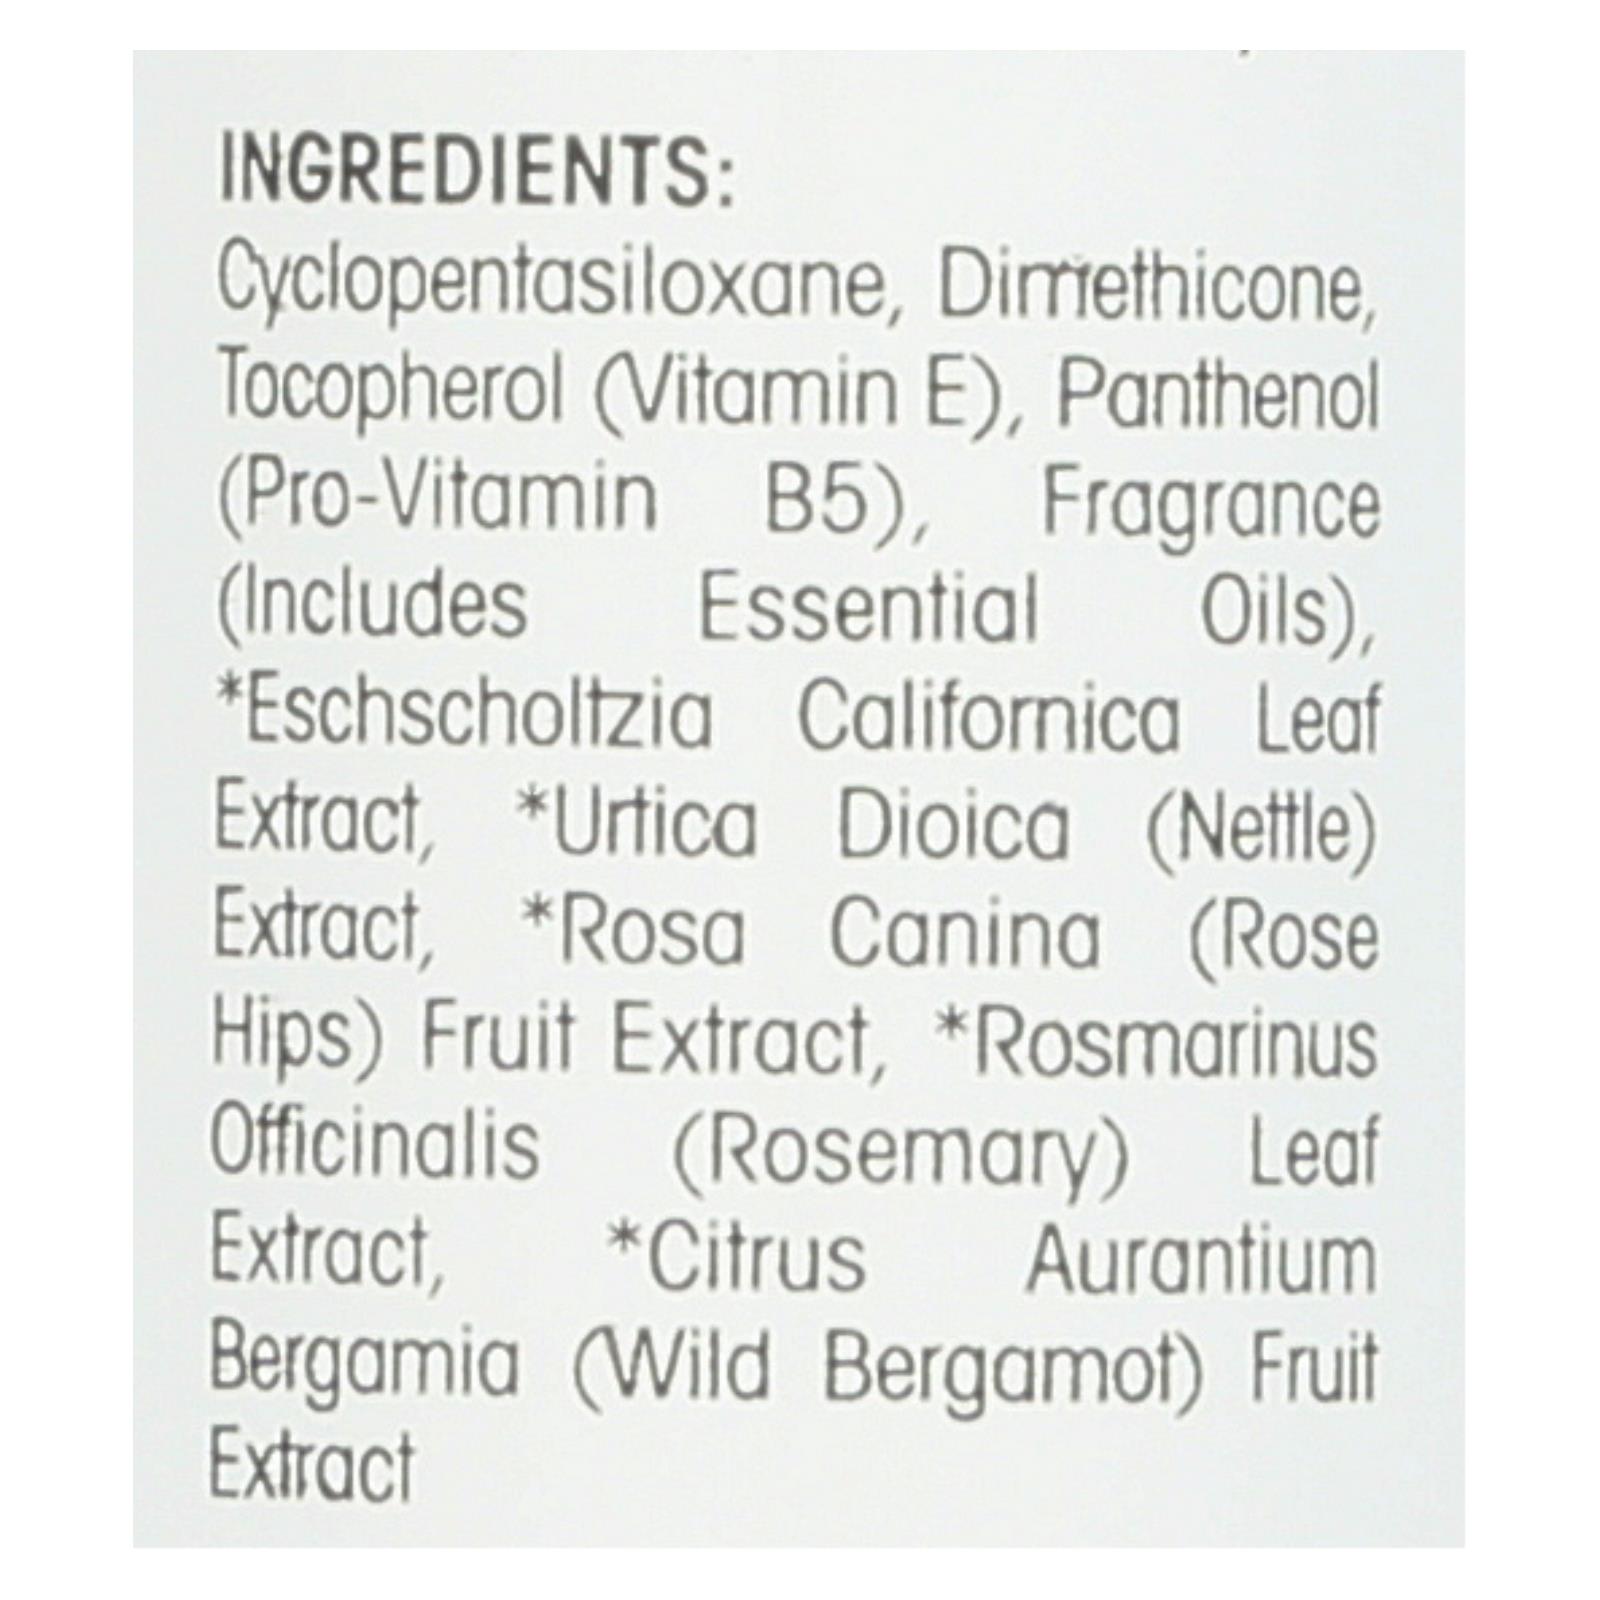 INGREDIENTS:
Cyclopentasiloxane, Dimethicone,
Tocopherol (Vitamin E), Panthenol
(Pro-Vitamin B5), Fragrance
(Includes Essential Oils),
*Eschscholtzia Californica Leaf
Extract, *Urtica Dioica (Nettle)
Extract, *Rosa Canina (Rose
Hips) Fruit Extract, *Rosmarinus
Officinalis (Rosemary) Leaf
Extract, *Citrus Aurantium
Bergamia (Wild Bergamot) Fruit
Extract